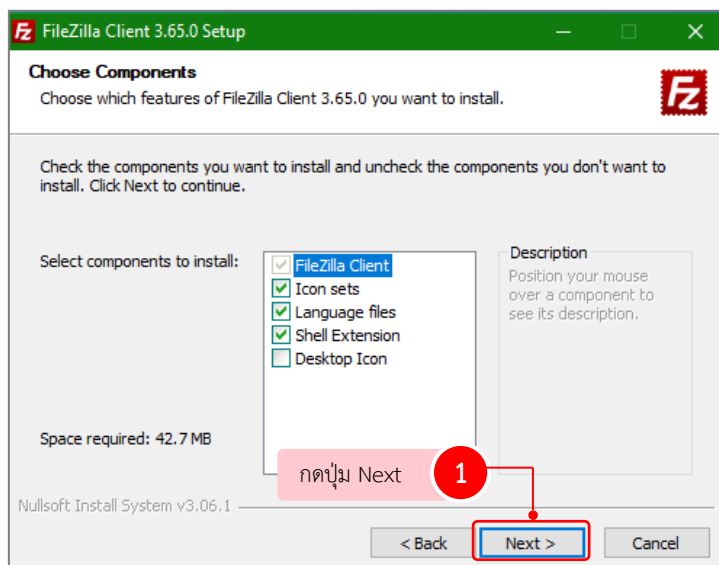 FileZilla Client 3.65.0 Setup
Choose Components
Choose which features of FileZilla Client 3.65.0 you want to install.
Fz
Check the components you want to install and uncheck the components you don't want to
install. Click Next to continue.
Select components to install:
FileZilla Client
Icon sets
Language files
Shell Extension
Desktop Icon
Description
Position your mouse
over a component to
see its description.
Space required: 42.7 MB
กดปุ่ม Next 1
Nullsoft Install System v3.06.1
< Back Next > Cancel